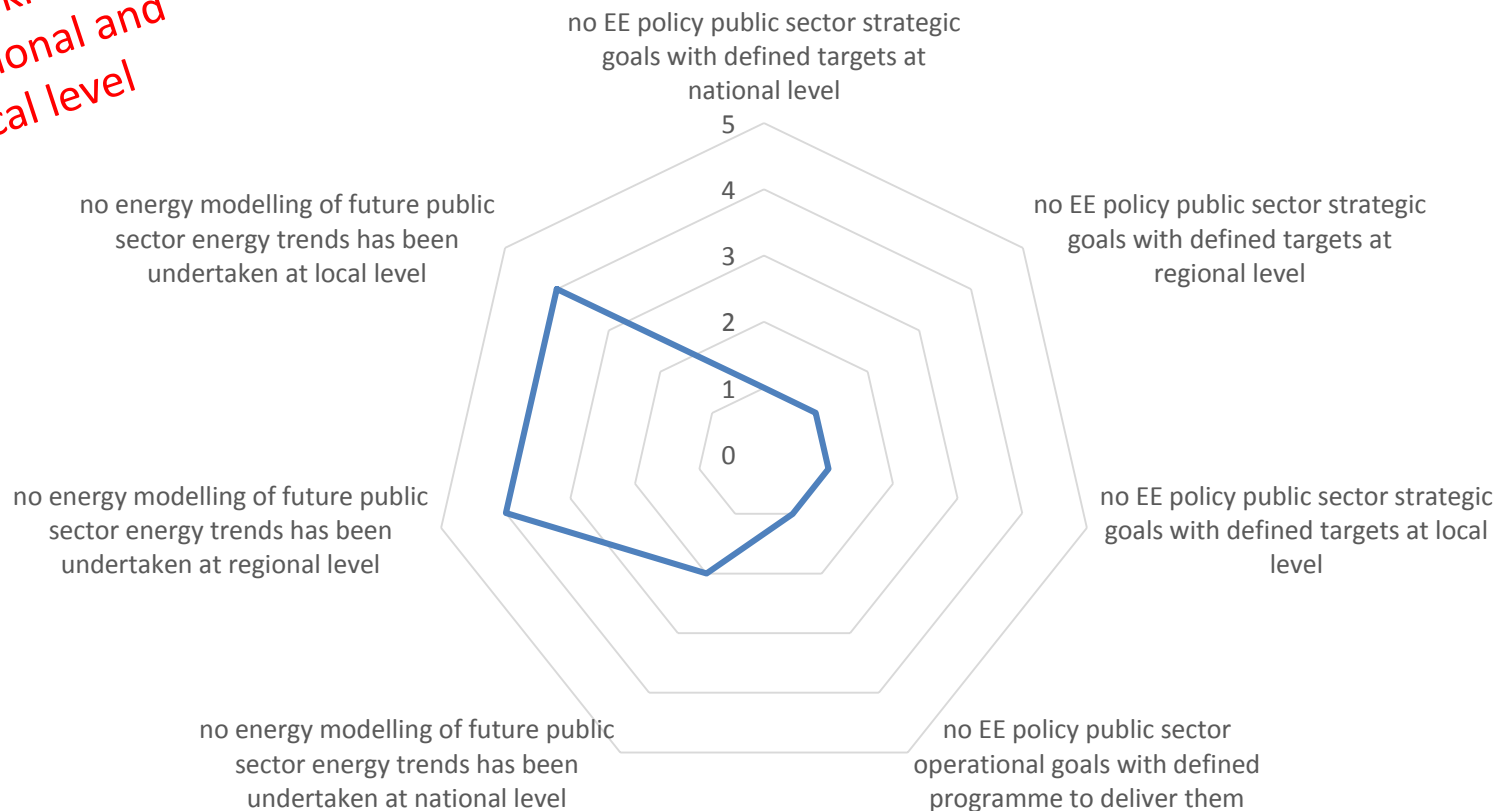 onal and
cal level
no EE policy public sector strategic
goals with defined targets at
national level
5
4
3
2
1
0
no energy modelling of future public
sector energy trends has been
undertaken at local level
no EE policy public sector strategic
goals with defined targets at
regional level
no energy modelling of future public
sector energy trends has been
undertaken at regional level
no EE policy public sector strategic
goals with defined targets at local
level
no energy modelling of future public
sector energy trends has been
undertaken at national level
no EE policy public sector
operational goals with defined
programme to deliver them